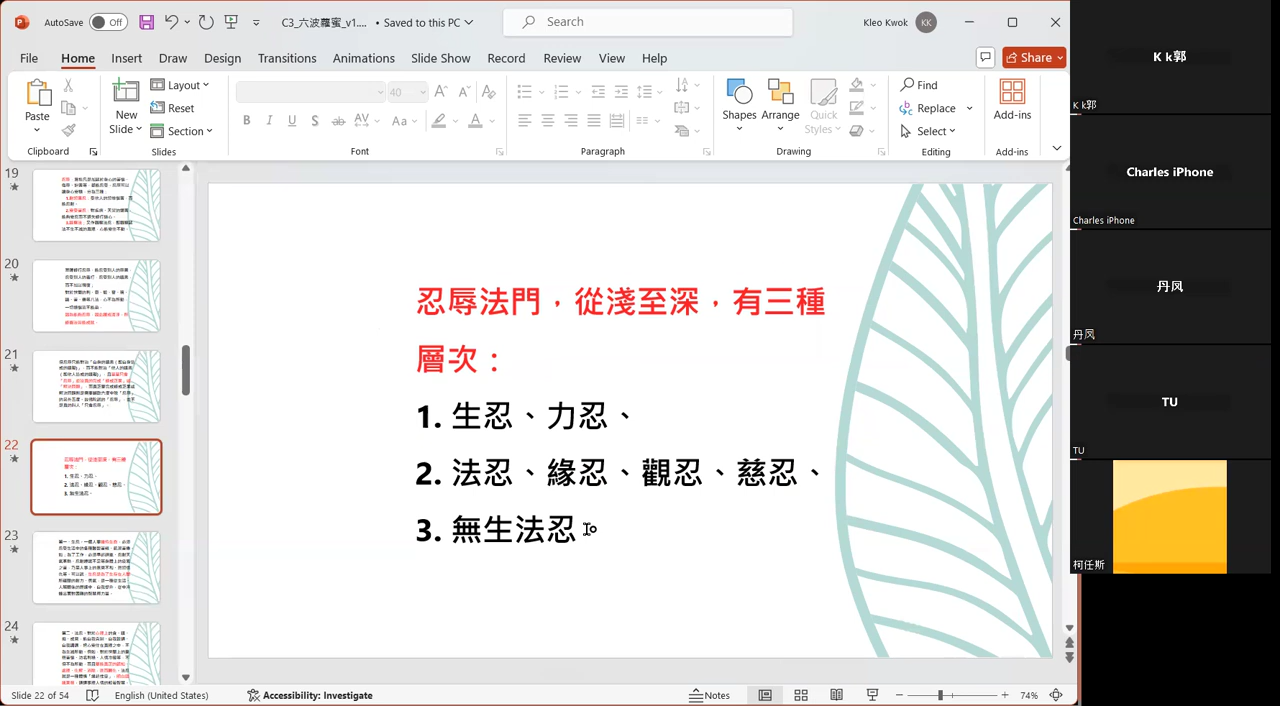 AutoSave
Off
C3_六波蘿蜜_v1.... • Saved to this PC
Search
Kleo Kwok
KK
File
Home
Insert
Draw
Design
Transitions
Animations
Slide Show
Record
Review
View
Help
Share
Paste
Clipboard
New
Slide
Layout
Reset
Section
Slides
40
Font
Paragraph
Shapes
Arrange
Quick
Styles
Drawing
Find
Replace
Select
Editing
Add-ins
Add-ins
19
20
21
22
23
24
忍辱法門，從淺至深，有三種
層次：
1. 生忍、力忍、
2. 法忍、緣忍、觀忍、慈忍、
3. 無生法忍。
K k郭
K k郭
Charles iPhone
Charles iPhone
丹凤
丹凤
TU
TU
柯任斯
Slide 22 of 54
English (United States)
Accessibility: Investigate
Notes
74%